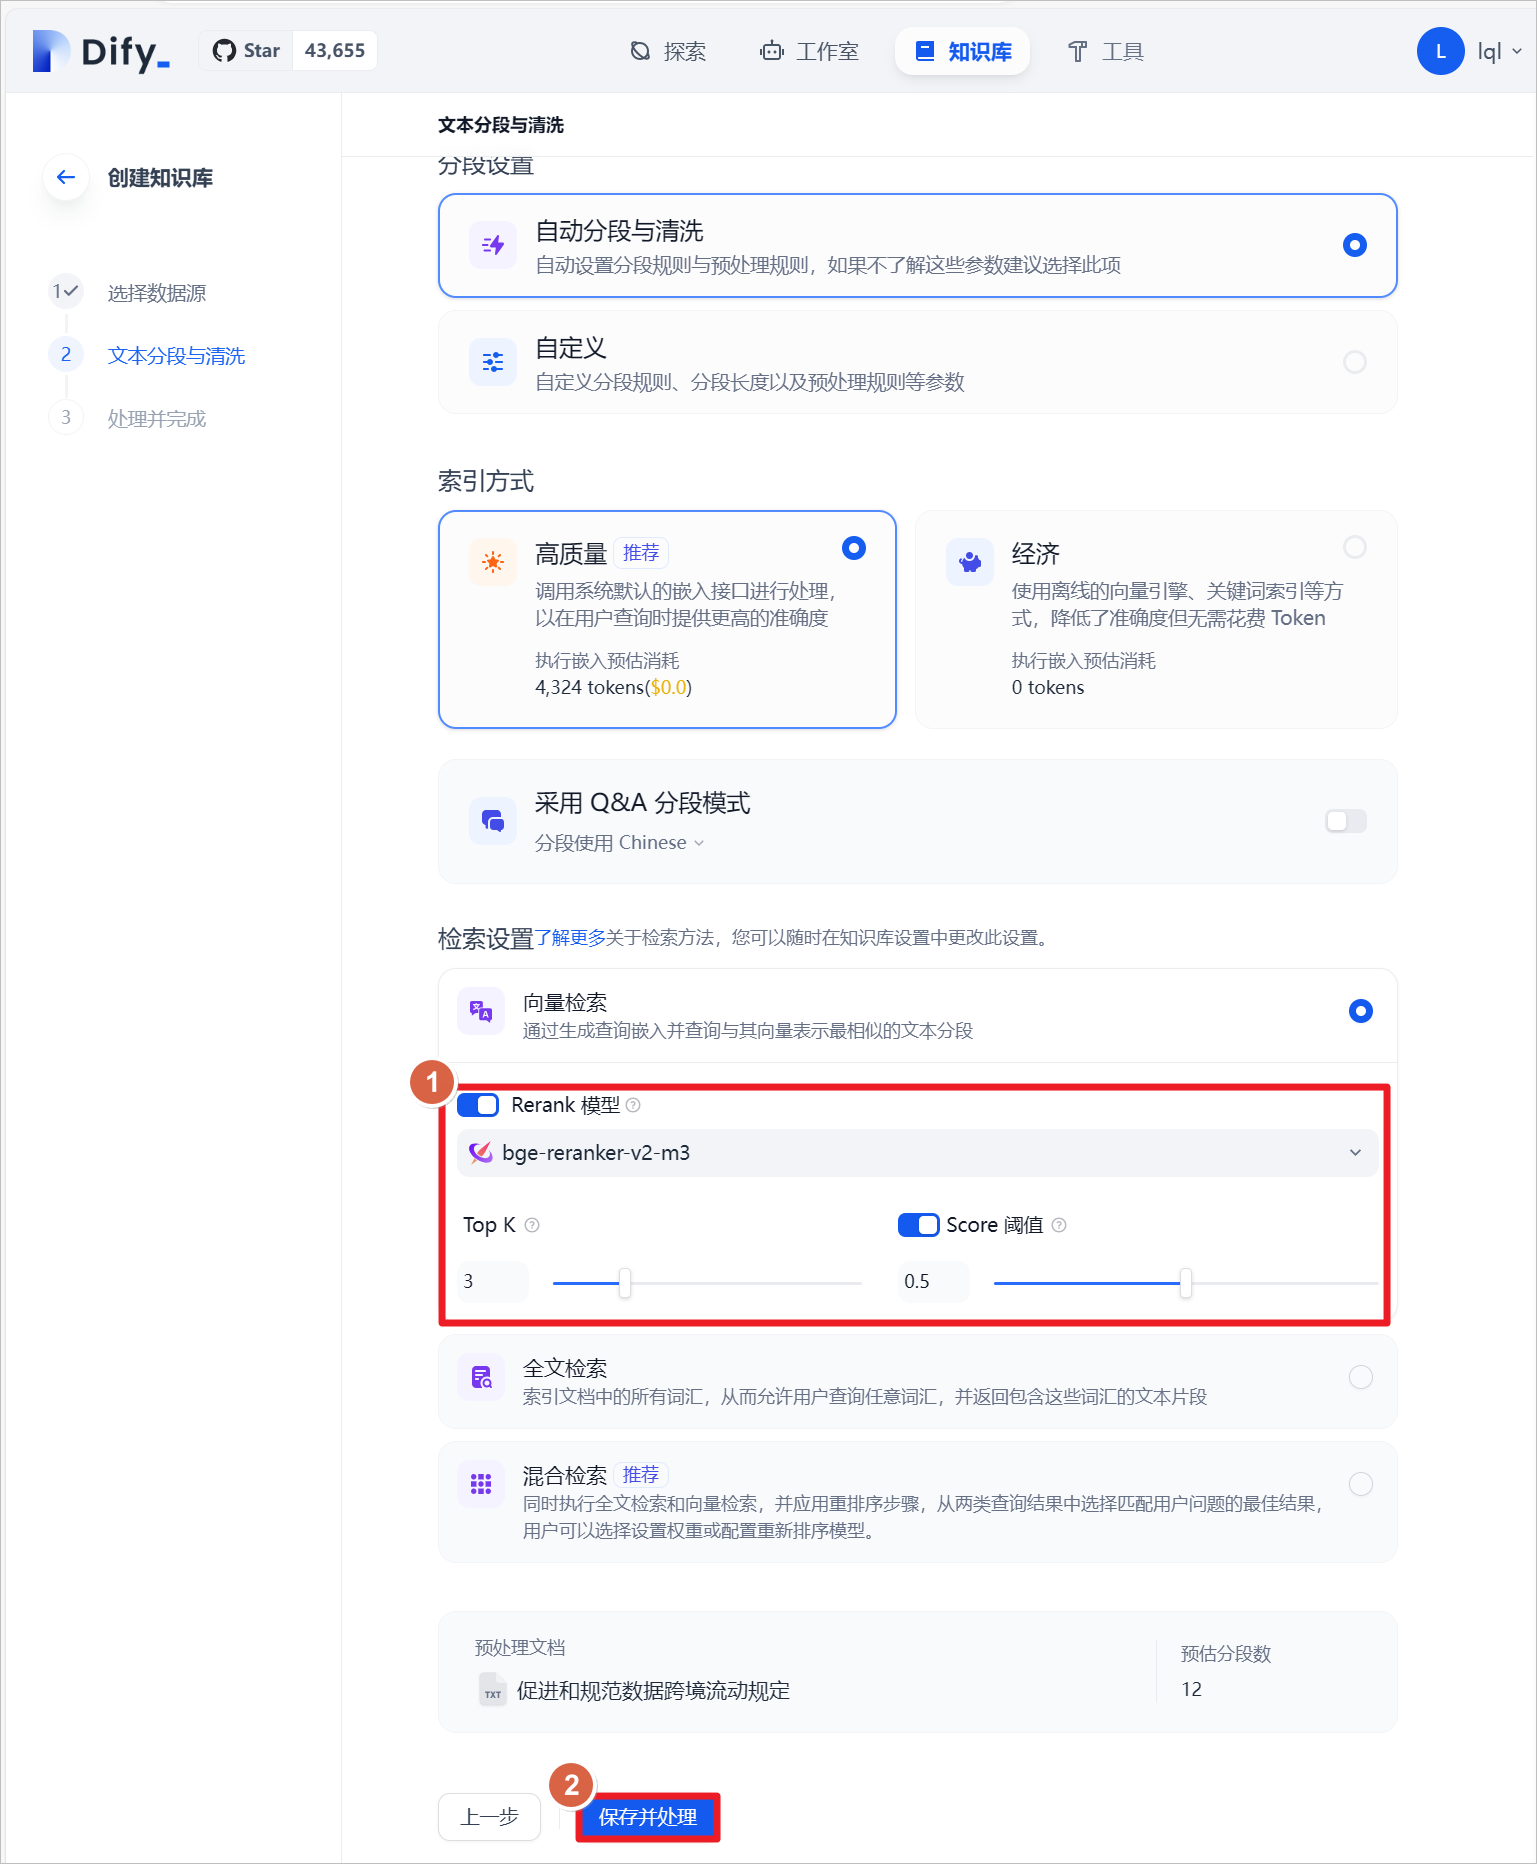 Dify_
Star 43,655
探索
工作室
知识库
工具
L
lql
文本分段与清洗
创建知识库
1
选择数据源
2
文本分段与清洗
3
处理并完成
分段设置
自动分段与清洗
自动设置分段规则与预处理规则，如果不了解这些参数建议选择此项
自定义
自定义分段规则、分段长度以及预处理规则等参数
索引方式
高质量 推荐
调用系统默认的嵌入接口进行处理，
以在用户查询时提供更高的准确度
执行嵌入预估消耗
4,324 tokens($0.0)
经济
使用离线的向量引擎、关键词索引等方
式，降低了准确度但无需花费 Token
执行嵌入预估消耗
0 tokens
采用 Q&A 分段模式
分段使用 Chinese
检索设置
了解更多关于检索方法，您可以随时在知识库设置中更改此设置。
向量检索
通过生成查询嵌入并查询与其向量表示最相似的文本分段
1
Rerank 模型
bge-reranker-v2-m3
Top K
Score 阈值
3
0.5
全文检索
索引文档中的所有词汇，从而允许用户查询任意词汇，并返回包含这些词汇的文本片段
混合检索 推荐
同时执行全文检索和向量检索，并应用重排序步骤，从两类查询结果中选择匹配用户问题的最佳结果，
用户可以选择设置权重或配置重新排序模型。
预处理文档
TXT 促进和规范数据跨境流动规定
预估分段数
12
上一步
2
保存并处理